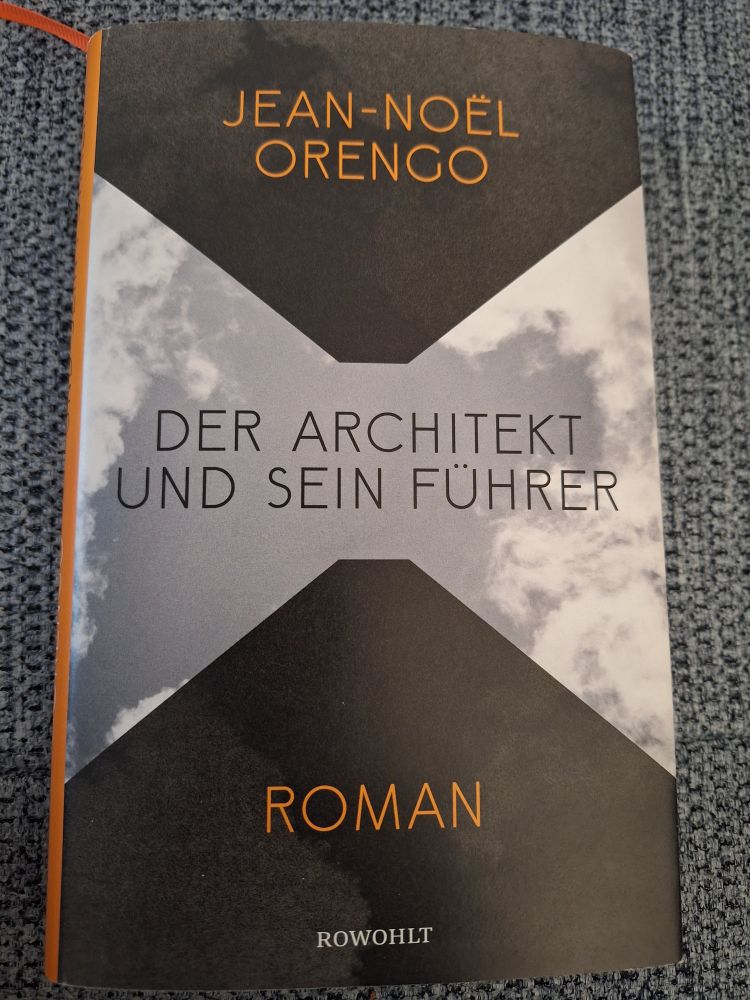 JEAN-NOËL
ORENGO
DER ARCHITEKT
UND SEIN FÜHRER
ROMAN
ROWOHLT